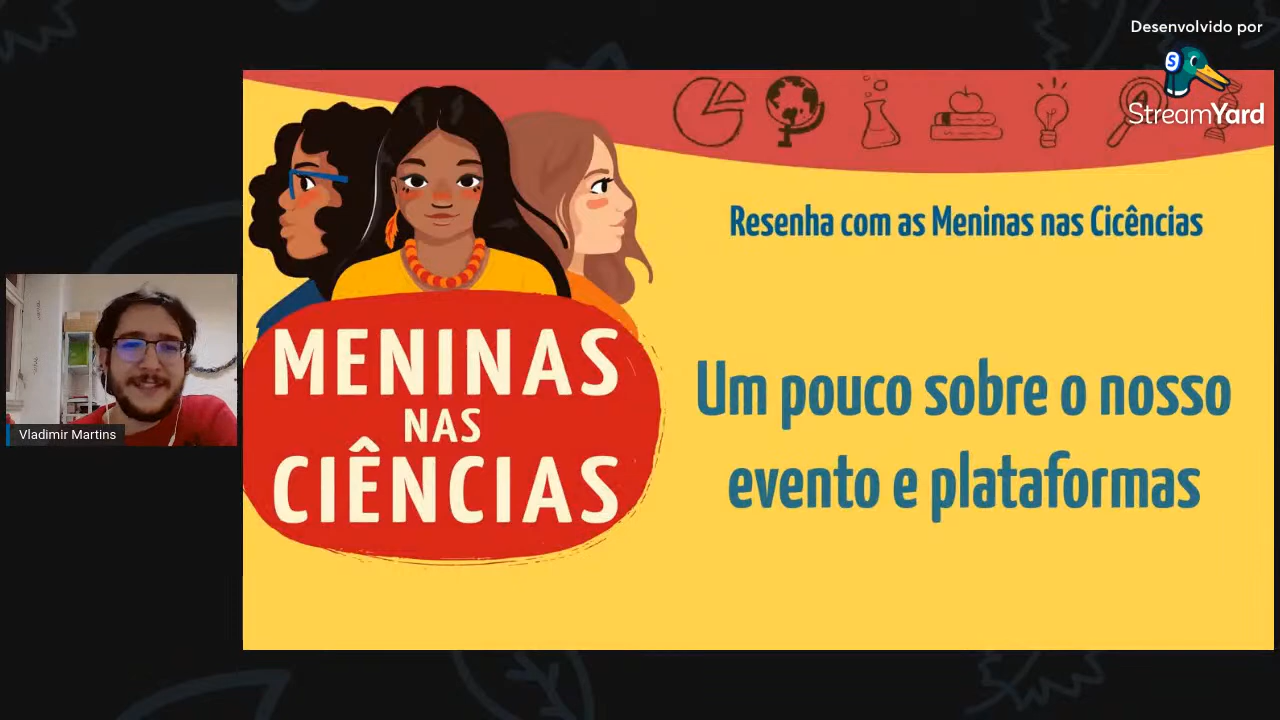 Desenvolvido por
StreamYard
Resenha com as Meninas nas Cicências
MENINAS
NAS
CIÊNCIAS
Um pouco sobre o nosso
evento e plataformas
Vladimir Martins